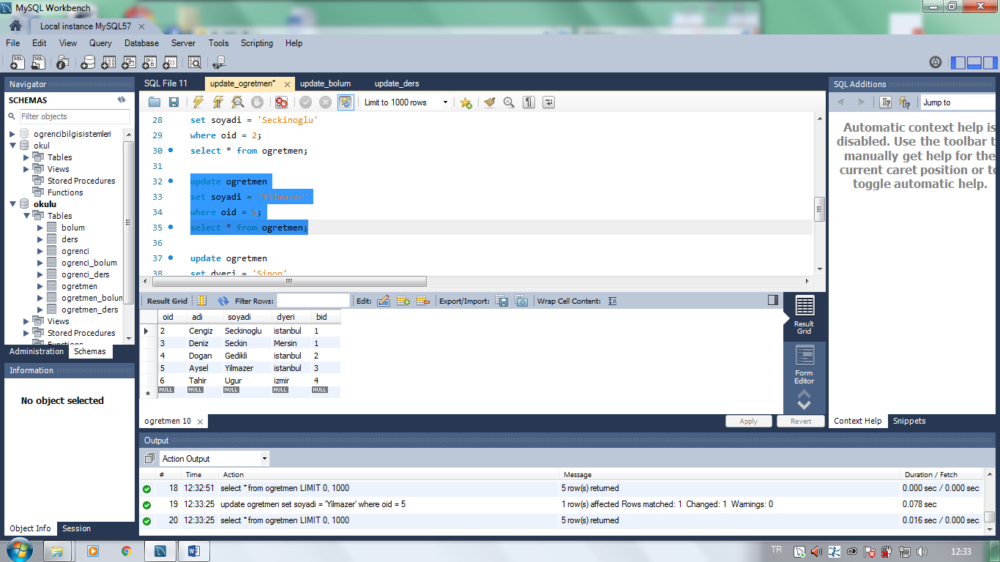 MySQL Workbench
Local instance MySQL57
File Edit View Query Database Server Tools Scripting Help
Navigator
SCHEMAS
Filter objects
ogrencibilgisistemleri
okul
Tables
Views
Stored Procedures
Functions
okulu
Tables
bolum
ders
ogrenci
ogrenci_bolum
ogrenci_ders
ogretmen
ogretmen_bolum
ogretmen_ders
Views
Stored Procedures
Functions
Administration Schemas
Information
No object selected
Object Info Session
SQL File 11 update_ogretmen* update_bolum update_ders
Limit to 1000 rows
28 set soyadi = 'Seckinoglu'
29 where oid = 2;
30 select * from ogretmen;
31
32 update ogretmen
33 set soyadi = 'Yilmazer'
34 where oid = 5;
35 select * from ogretmen;
36
37 update ogretmen
38 set dyeri = 'Sinop'
Result Grid Filter Rows: Edit: Export/Import: Wrap Cell Content:
oid adi soyadi dyeri bid
2 Cengiz Seckinoglu istanbul 1
3 Deniz Seckin Mersin 1
4 Dogan Gedikli istanbul 2
5 Aysel Yilmazer istanbul 3
6 Tahir Ugur izmir 4
* NULL NULL NULL NULL NULL
Result
Grid
Form
Editor
ogretmen 10
Apply Revert
SQL Additions
Jump to
Automatic context help is
disabled. Use the toolbar t
manually get help for the
current caret position or to
toggle automatic help.
Context Help Snippets
Output
Action Output
# Time Action Message Duration / Fetch
18 12:32:51 select * from ogretmen LIMIT 0, 1000 5 row(s) returned 0.000 sec / 0.000 sec
19 12:33:25 update ogretmen set soyadi = 'Yilmazer' where oid = 5 1 row(s) affected Rows matched: 1 Changed: 1 Warnings: 0 0.078 sec
20 12:33:25 select * from ogretmen LIMIT 0, 1000 5 row(s) returned 0.016 sec / 0.000 sec
TR
12:33